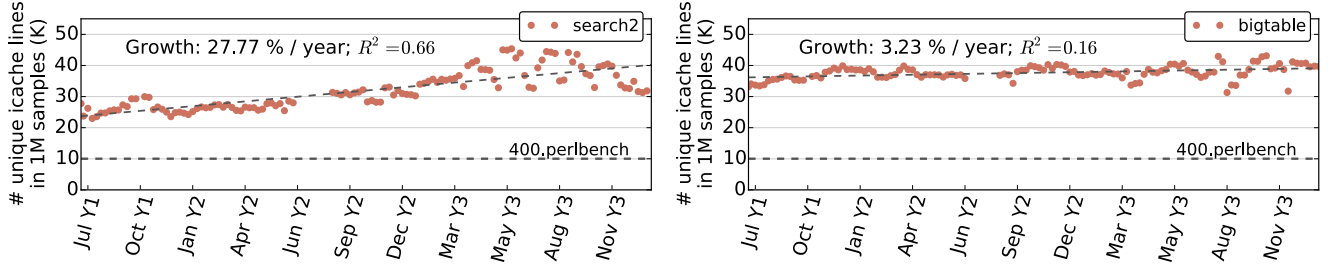 # unique icache lines
in 1M samples (K)
50
40
30
20
10
0
Growth: 27.77 % / year; R² =0.66
search2
400.perlbench
Jul Y1
Oct Y1
Jan Y2
Apr Y2
Jun Y2
Sep Y2
Dec Y2
Mar Y3
May Y3
Aug Y3
Nov Y3
# unique icache lines
in 1M samples (K)
50
40
30
20
10
0
Growth: 3.23 % / year; R² =0.16
bigtable
400.perlbench
Jul Y1
Oct Y1
Jan Y2
Apr Y2
Jun Y2
Sep Y2
Dec Y2
Mar Y3
May Y3
Aug Y3
Nov Y3